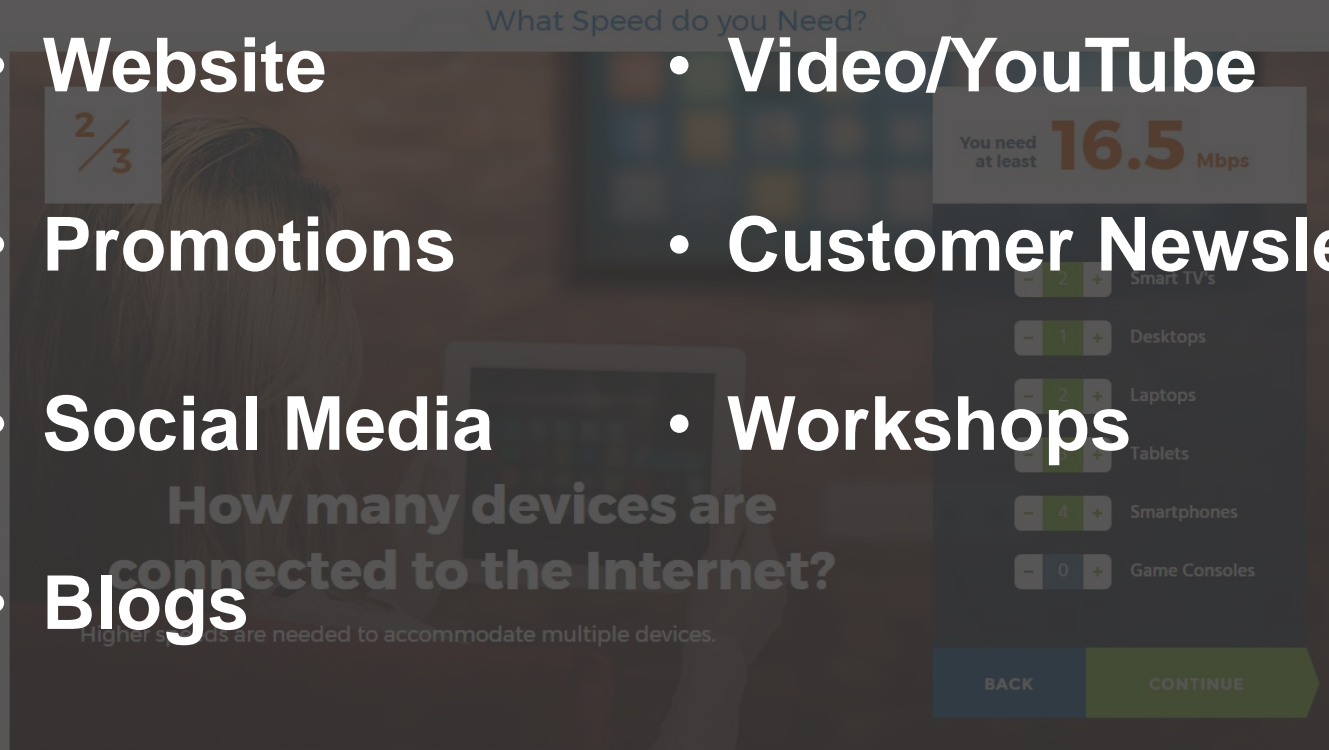 What Speed do you Need?
• Website
• Promotions
• Social Media
• Blogs
• Video/YouTube
• Customer Newsle
• Workshops
2/3
How many devices are
connected to the Internet?
Higher are needed to accommodate multiple devices.
You need
at least 16.5 Mbps
- 2 + Smart TV's
- 1 + Desktops
- 2 + Laptops
- + Tablets
- 4 + Smartphones
- 0 + Game Consoles
BACK CONTINUE